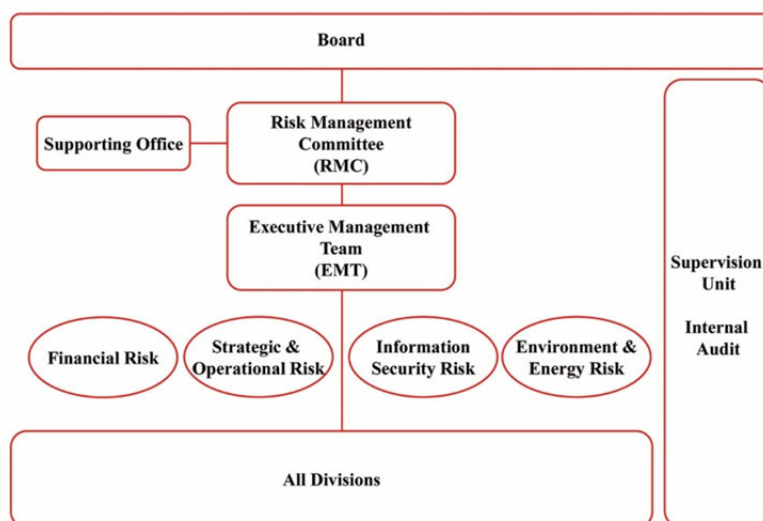 Board
Supporting Office
Risk Management
Committee
(RMC)
Executive Management
Team
(EMT)
Financial Risk
Strategic &
Operational Risk
Information
Security Risk
Environment &
Energy Risk
Supervision
Unit
Internal
Audit
All Divisions